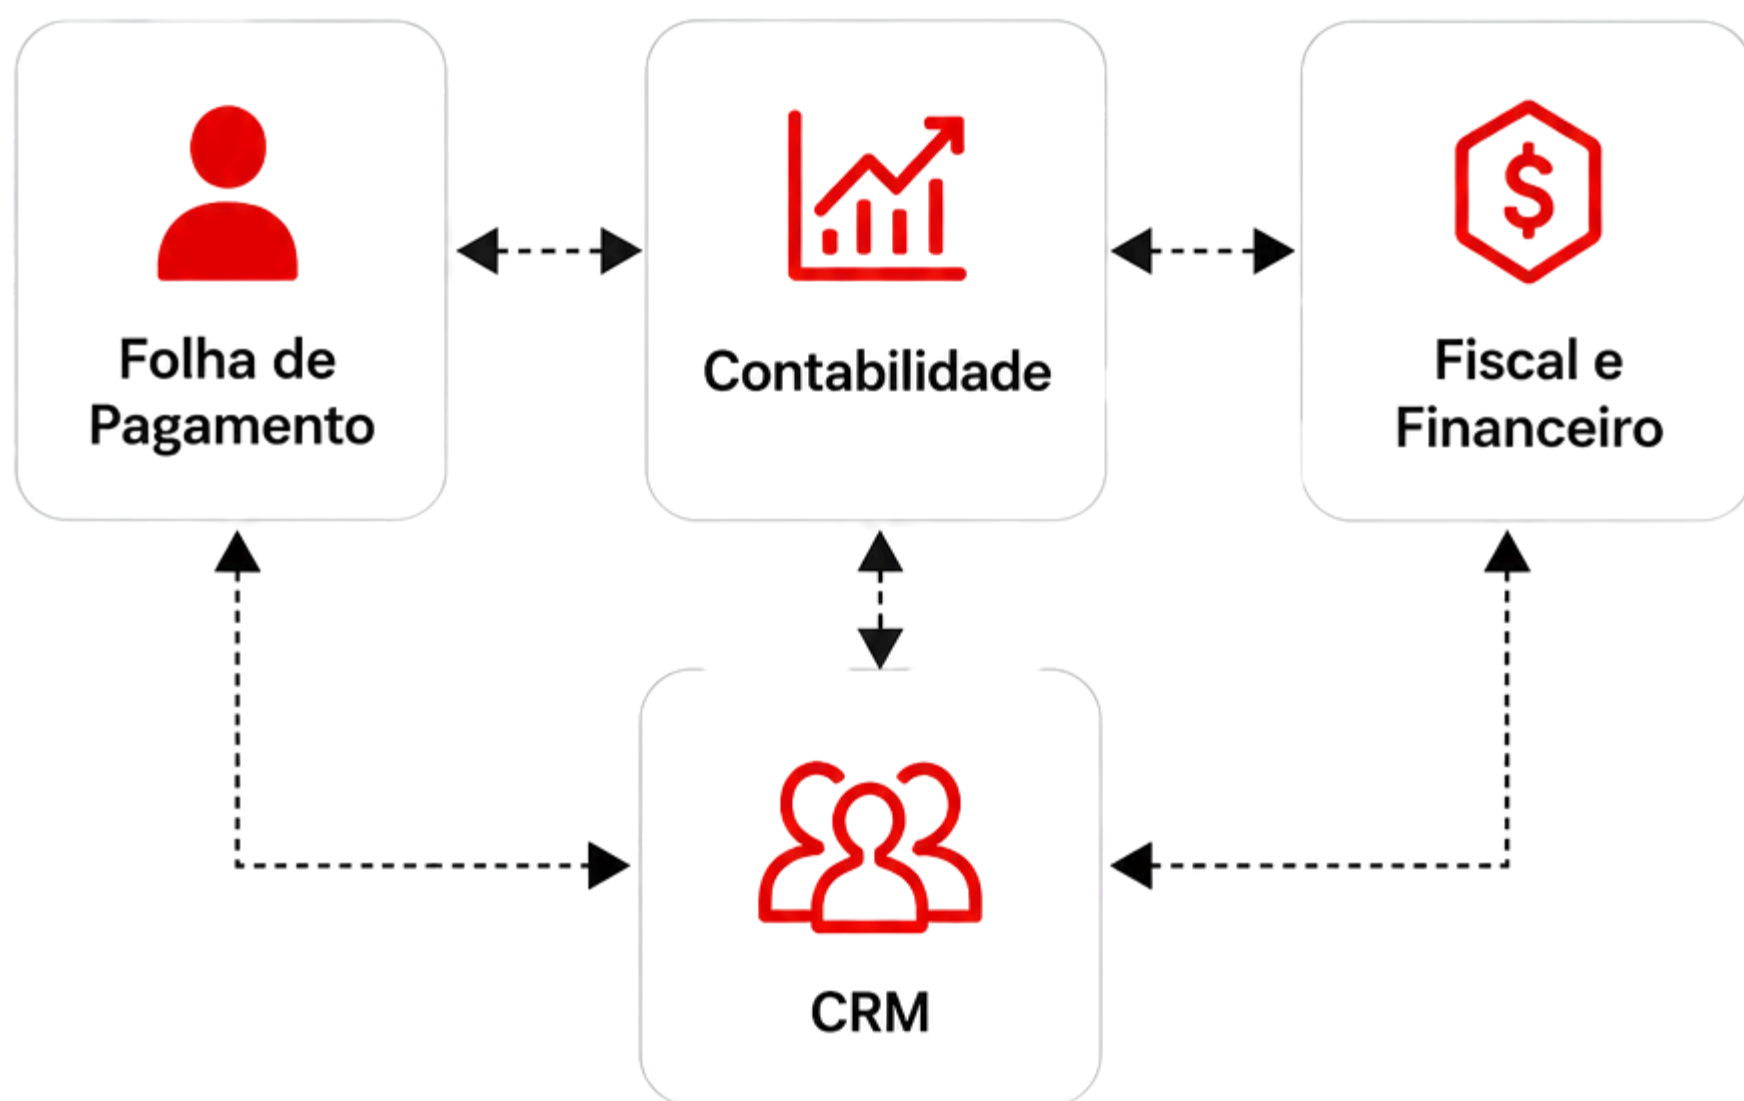 Folha de
Pagamento
Contabilidade
$
Fiscal e
Financeiro
CRM